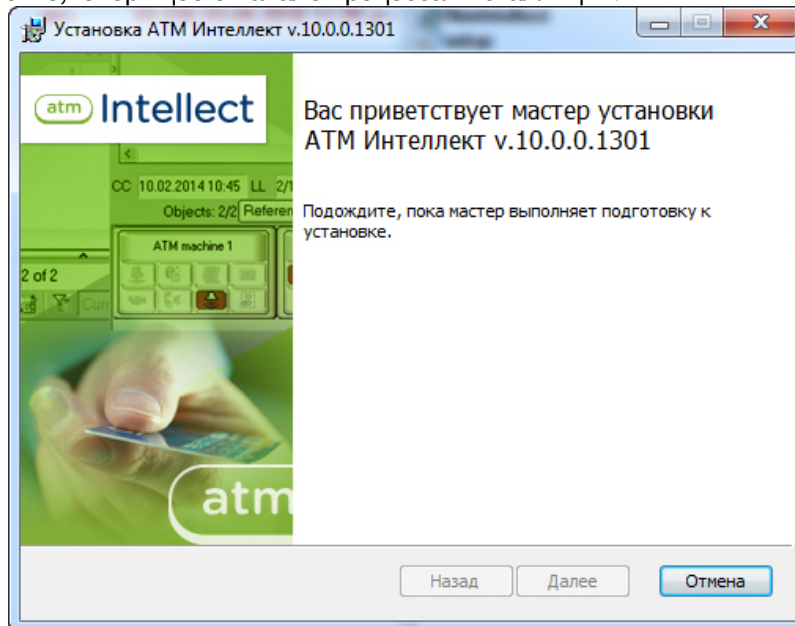 Установка АТМ Интеллект v.10.0.0.1301
atm Intellect
Вас приветствует мастер установки
АТМ Интеллект v.10.0.0.1301
CC 10.02.2014 10:45 LL
Objects: 2/2
Подождите, пока мастер выполняет подготовку к
установке.
ATM machine 1
2 of 2
atm
Назад
Далее
Отмена